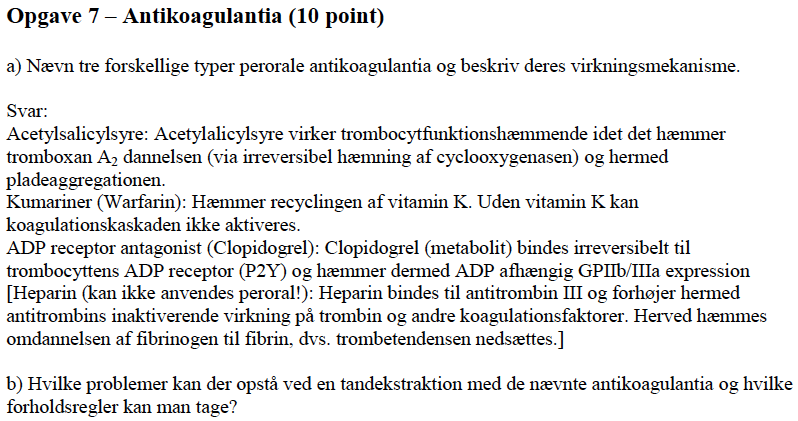 Opgave 7 – Antikoagulantia (10 point)
a) Nævn tre forskellige typer perorale antikoagulantia og beskriv deres virkningsmekanisme.
Svar:
Acetylsalicylsyre: Acetylalicylsyre virker trombocytfunktionshæmmende idet det hæmmer
tromboxan A₂ dannelsen (via irreversibel hæmning af cyclooxygenasen) og hermed
pladeaggregationen.
Kumariner (Warfarin): Hæmmer recyclingen af vitamin K. Uden vitamin K kan
koagulationskaskaden ikke aktiveres.
ADP receptor antagonist (Clopidogrel): Clopidogrel (metabolit) bindes irreversibelt til
trombocyttens ADP receptor (P2Y) og hæmmer dermed ADP afhængig GPIIb/IIIa expression
[Heparin (kan ikke anvendes peroral!): Heparin bindes til antitrombin III og forhøjer hermed
antitrombins inaktiverende virkning på trombin og andre koagulationsfaktorer. Herved hæmmes
omdannelsen af fibrinogen til fibrin, dvs. trombetendensen nedsættes.]
b) Hvilke problemer kan der opstå ved en tandekstraktion med de nævnte antikoagulantia og hvilke
forholdsregler kan man tage?